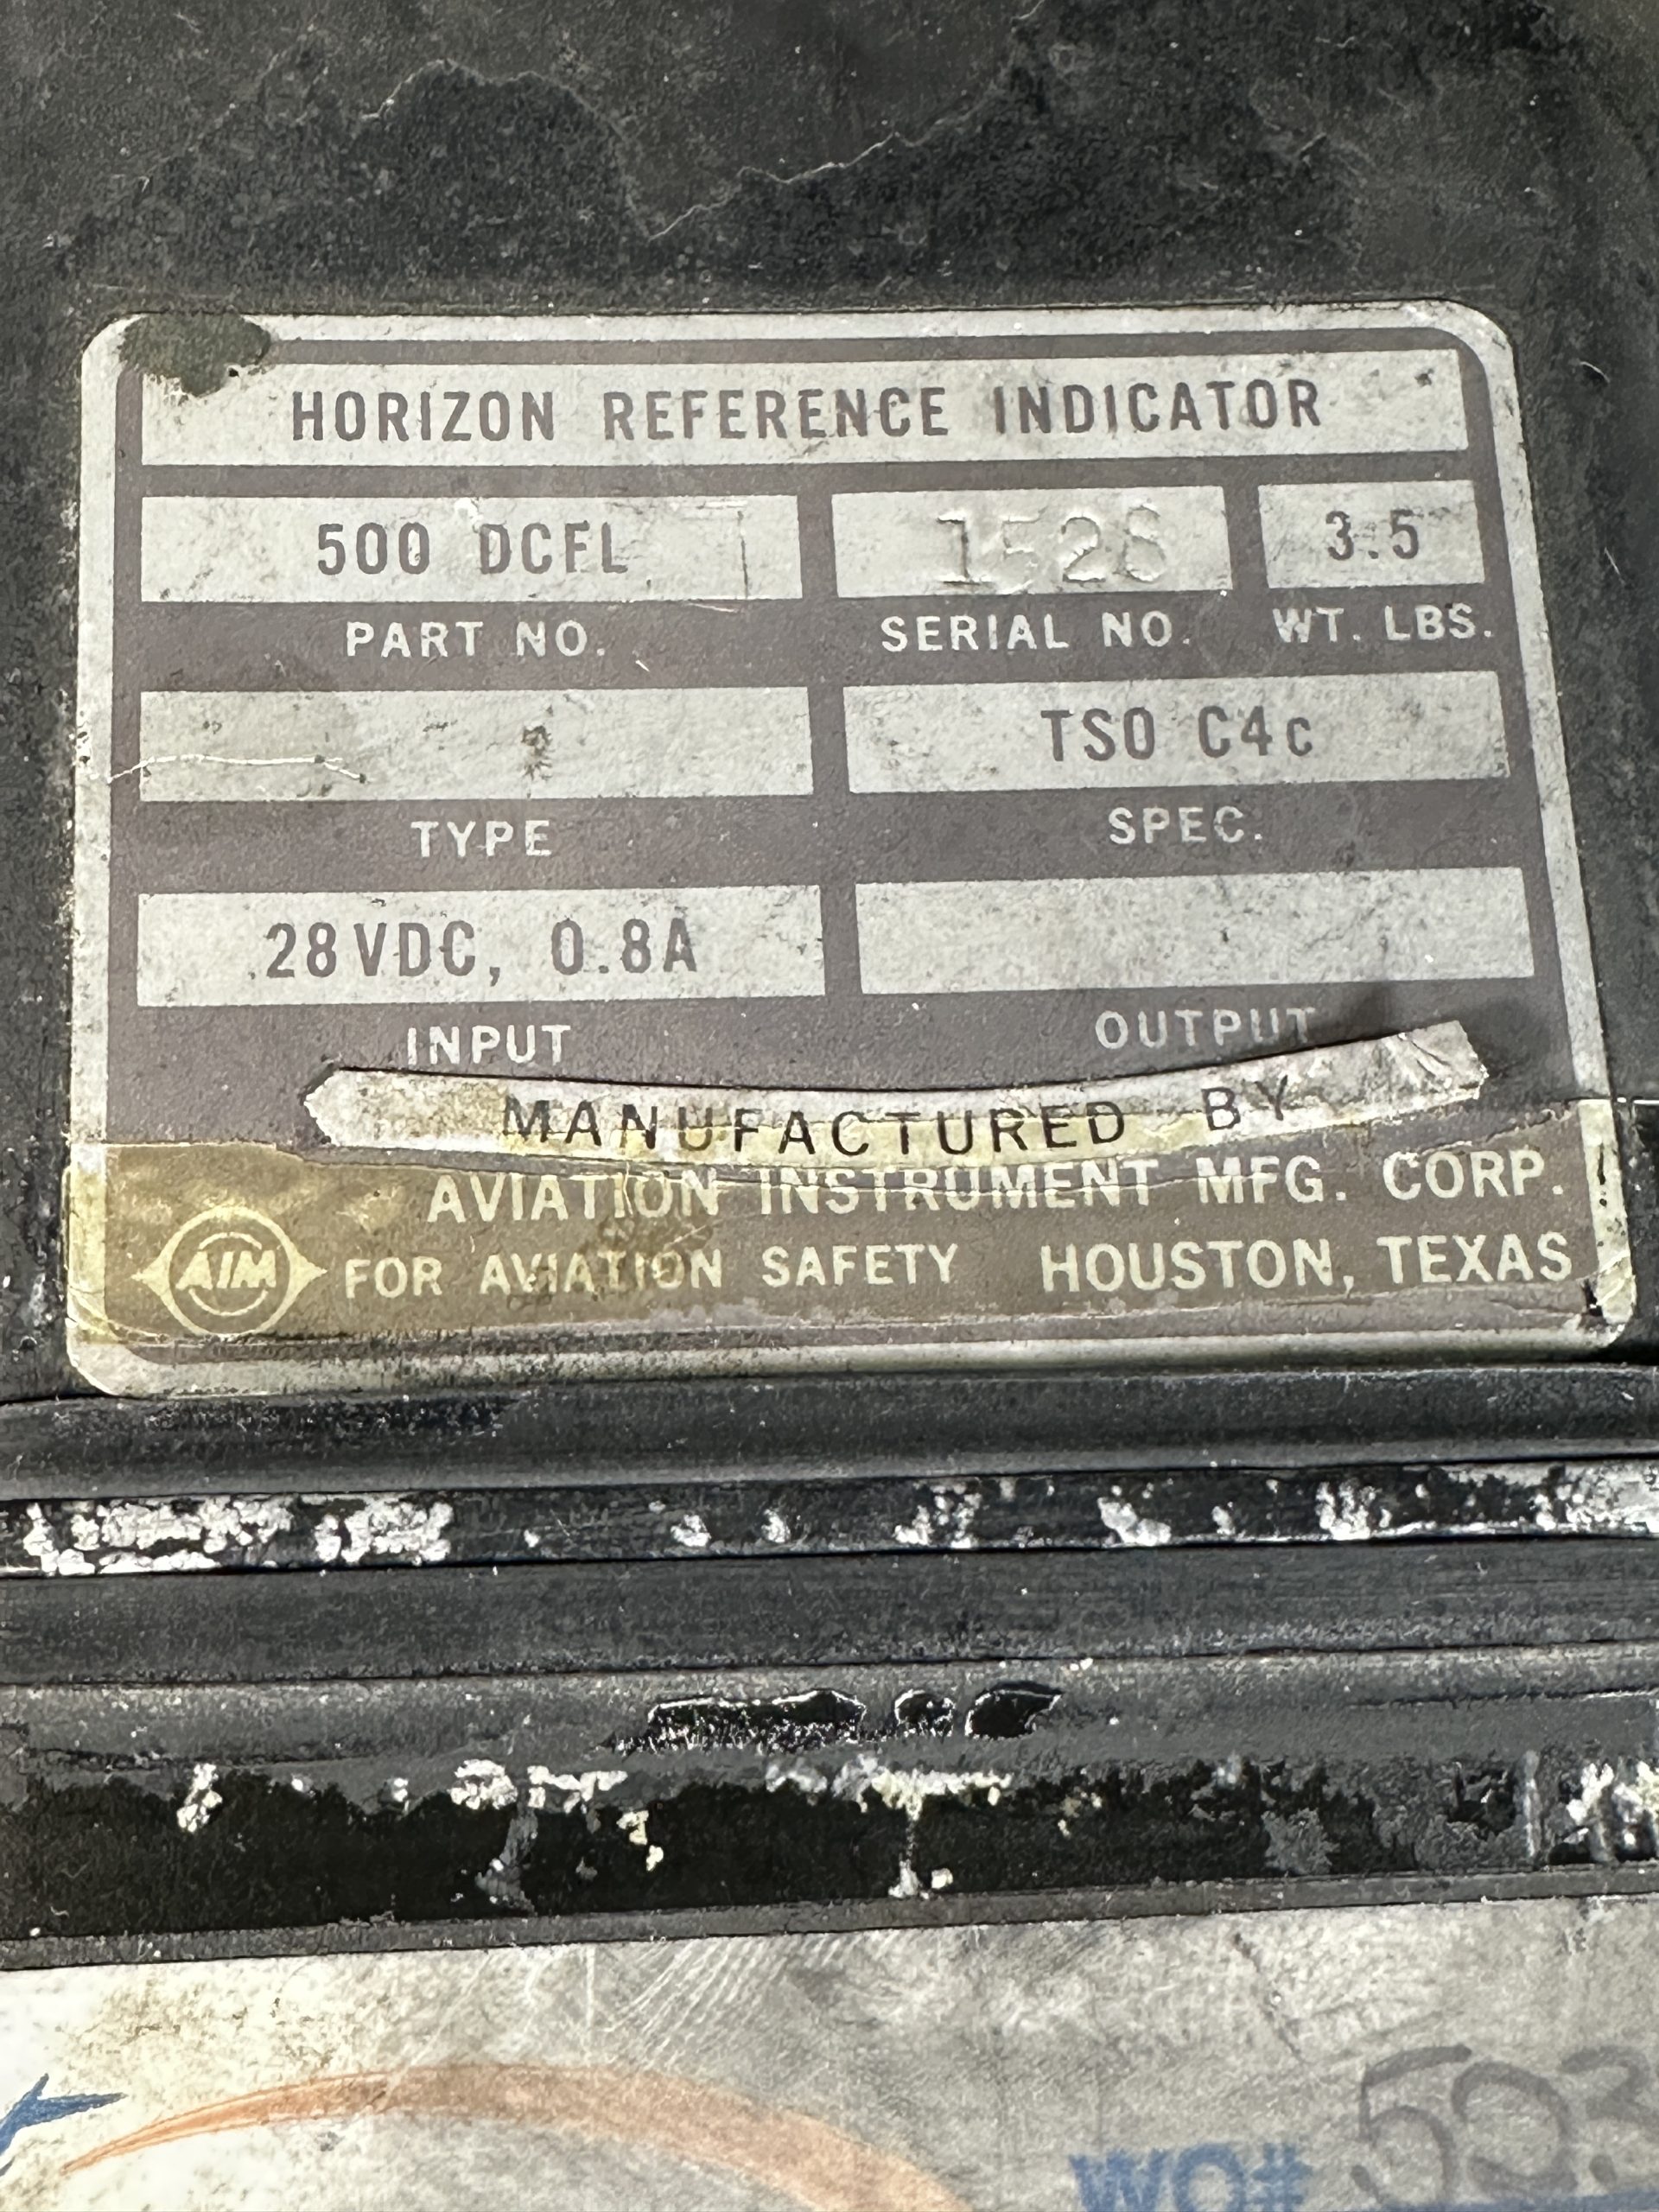 HORIZON REFERENCE INDICATOR
500 DCFL 1528 3.5
PART NO. SERIAL NO. WT. LBS.
TSO C4c
TYPE SPEC.
28VDC, 0.8A
INPUT OUTPUT
MANUFACTURED BY
AVIATION INSTRUMENT MFG. CORP.
AIM FOR AVIATION SAFETY HOUSTON, TEXAS
WO#